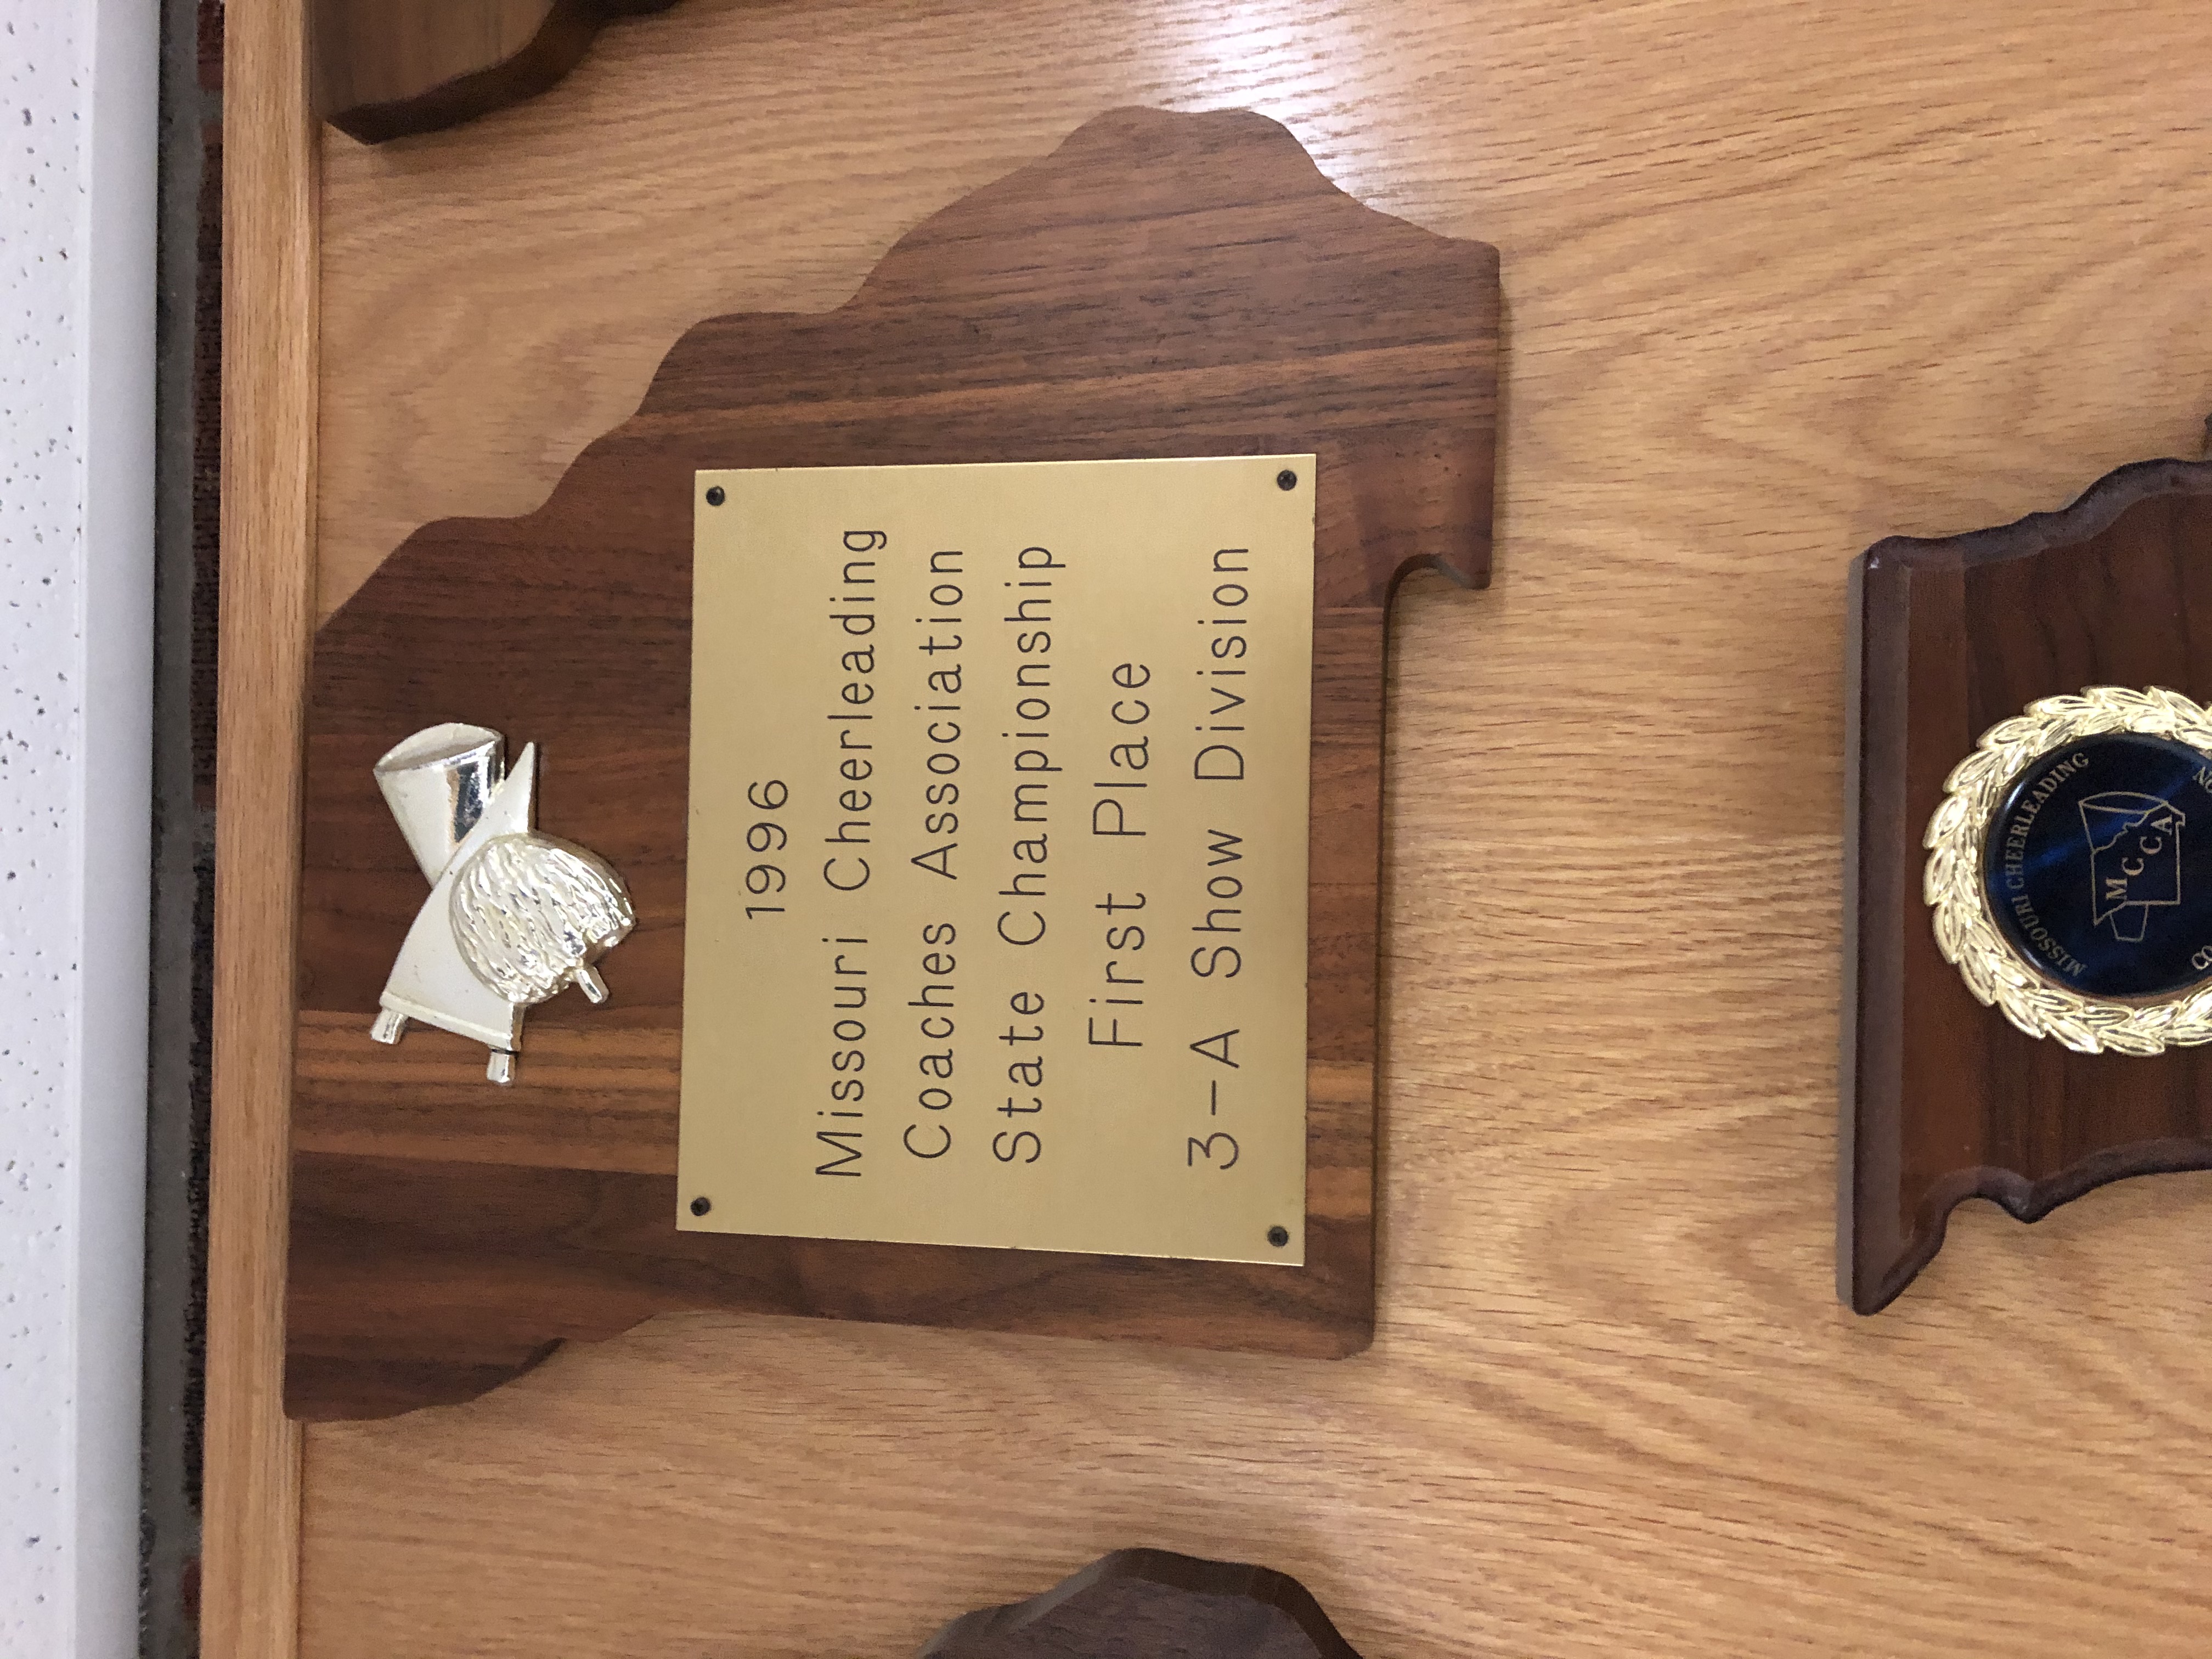 1996
Missouri Cheerleading
Coaches Association
State Championship
First Place
3-A Show Division
MISSOURI CHEERLEADING
MCCA